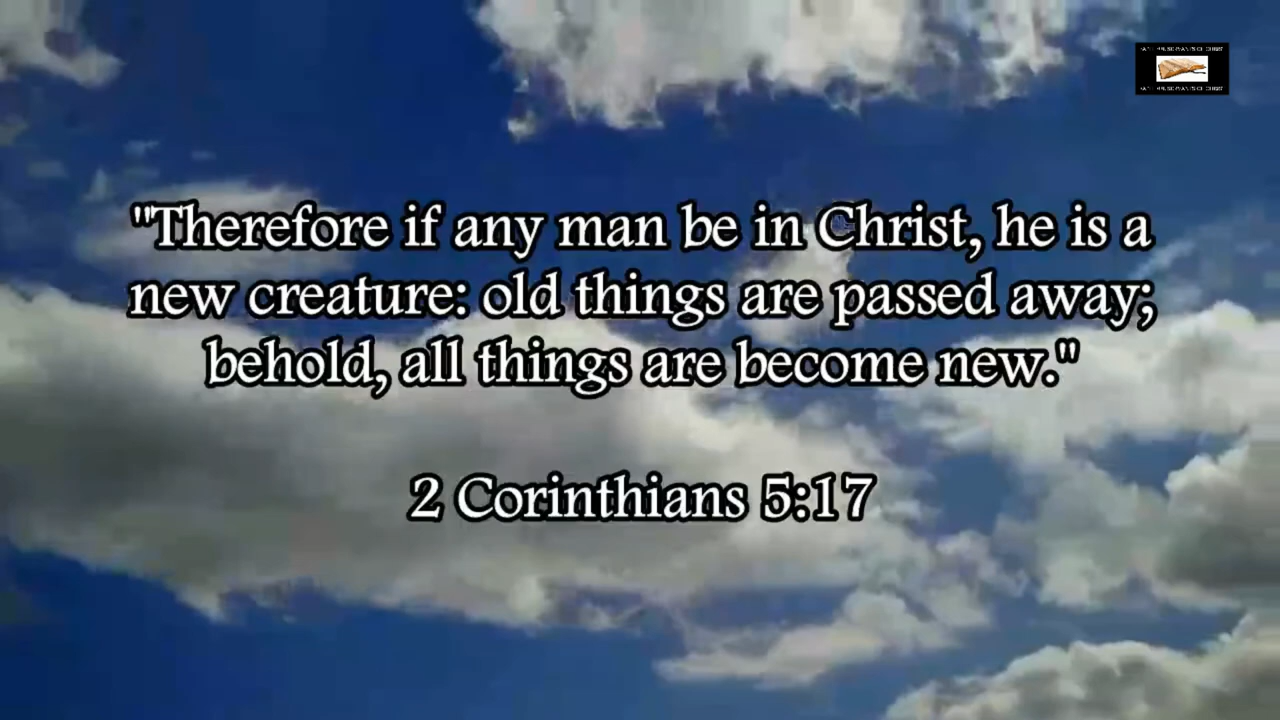 "Therefore if any man be in Christ, he is a
new creature: old things are passed away;
behold, all things are become new."
2 Corinthians 5:17